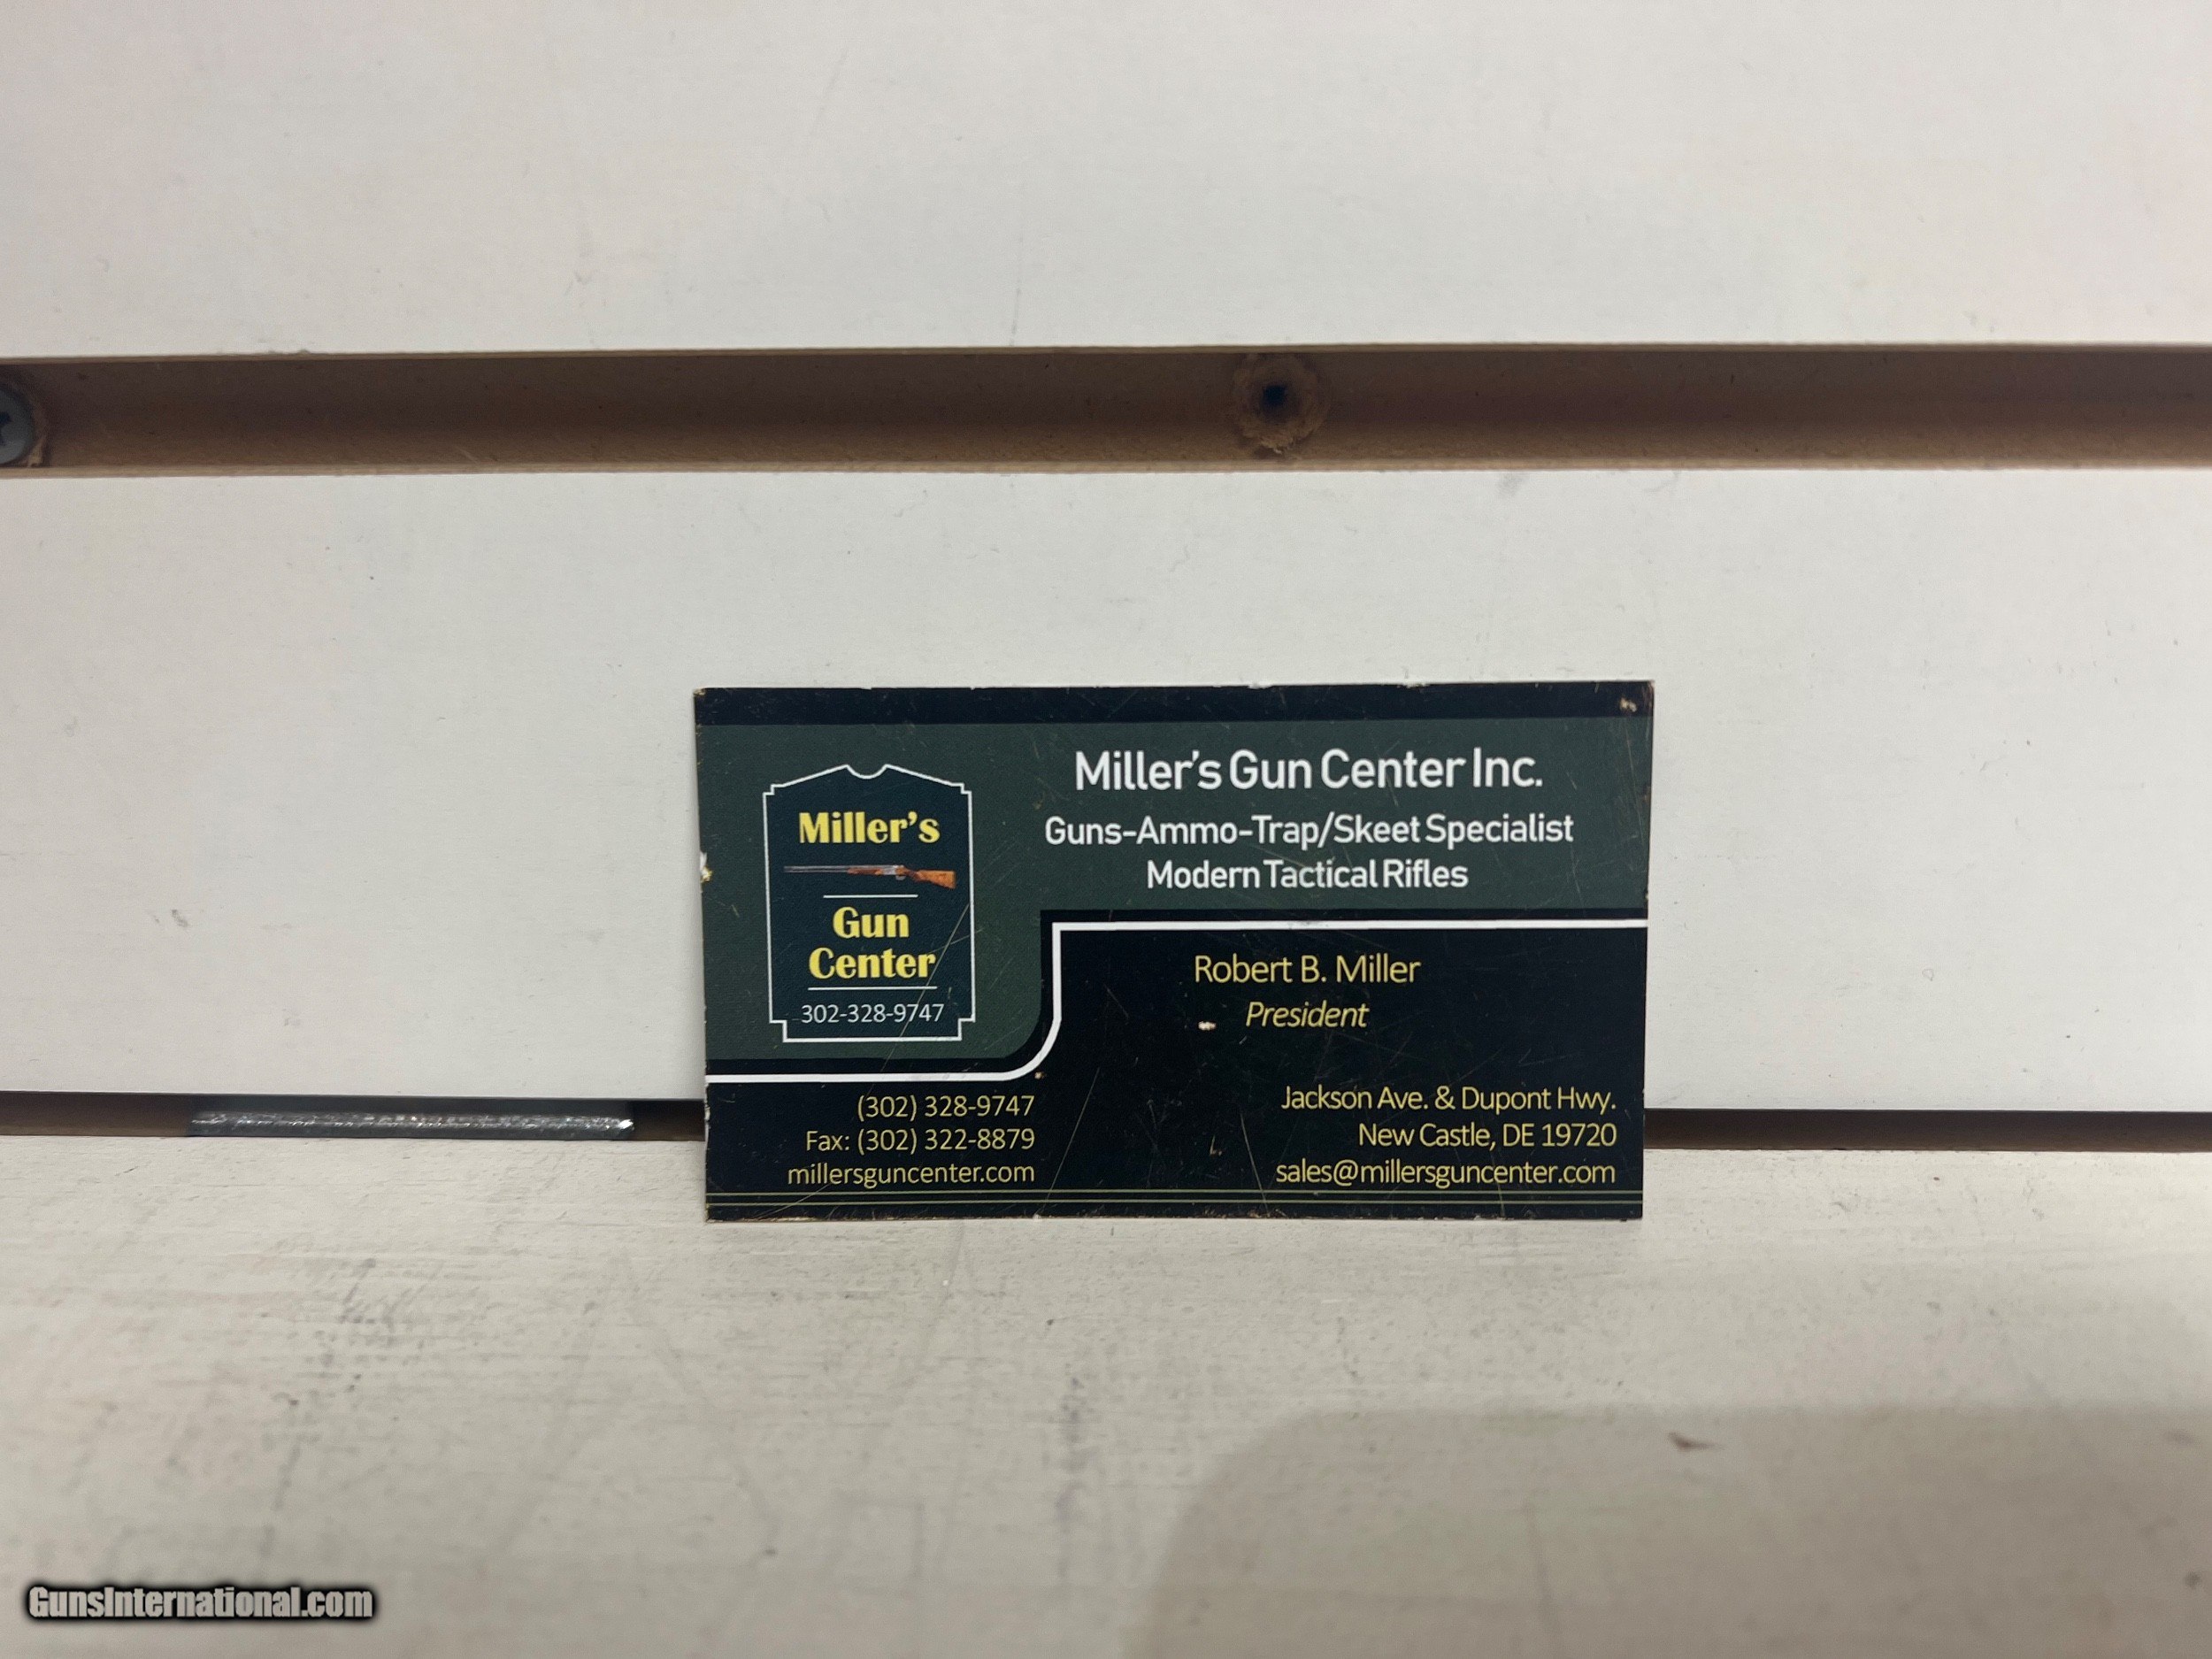 Miller's
Gun
Center
302-328-9747
Miller's Gun Center Inc.
Guns-Ammo-Trap/Skeet Specialist
Modern Tactical Rifles
Robert B. Miller
President
(302) 328-9747
Fax: (302) 322-8879
millersguncenter.com
Jackson Ave. & Dupont Hwy.
New Castle, DE 19720
sales@millersguncenter.com
GunsInternational.com